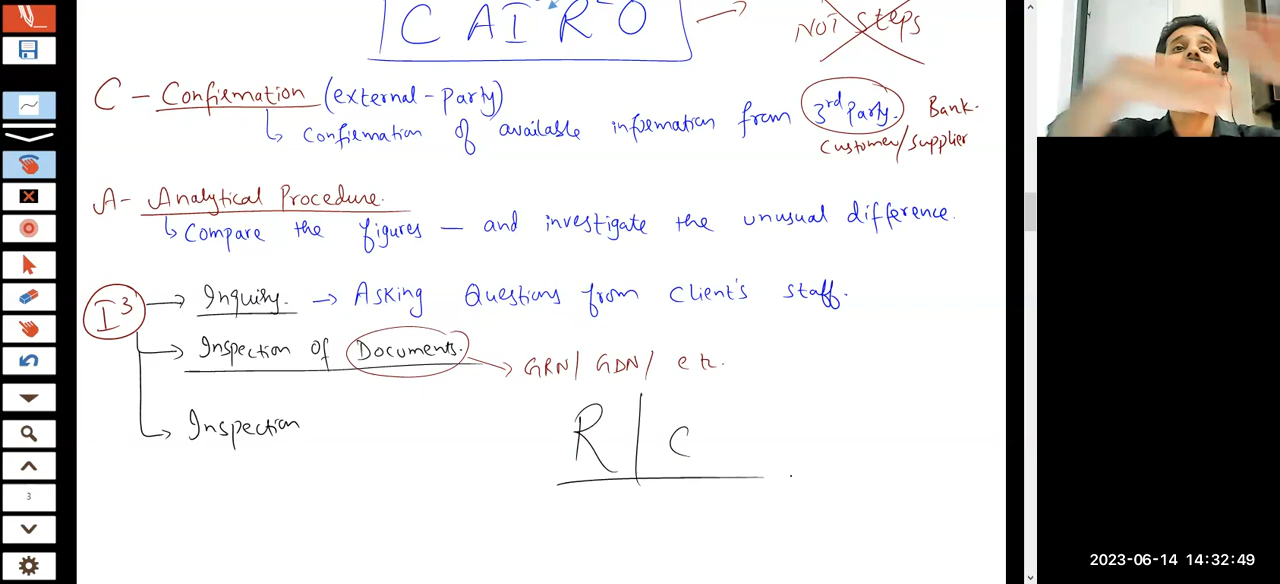 C A I R O → NOT steps
C - Confirmation (external-Party)
↳ Confirmation of available information from 3rd Party. Bank.
Customer/Supplier
A- Analytical Procedure.
↳ Compare the figures — and investigate the unusual difference.
I³ → Inquiry. → Asking Questions from Client's staff.
→ Inspection of Documents. → GRN/ GDN/ etc.
→ Inspection
R | C
3
2023-06-14 14:32:49